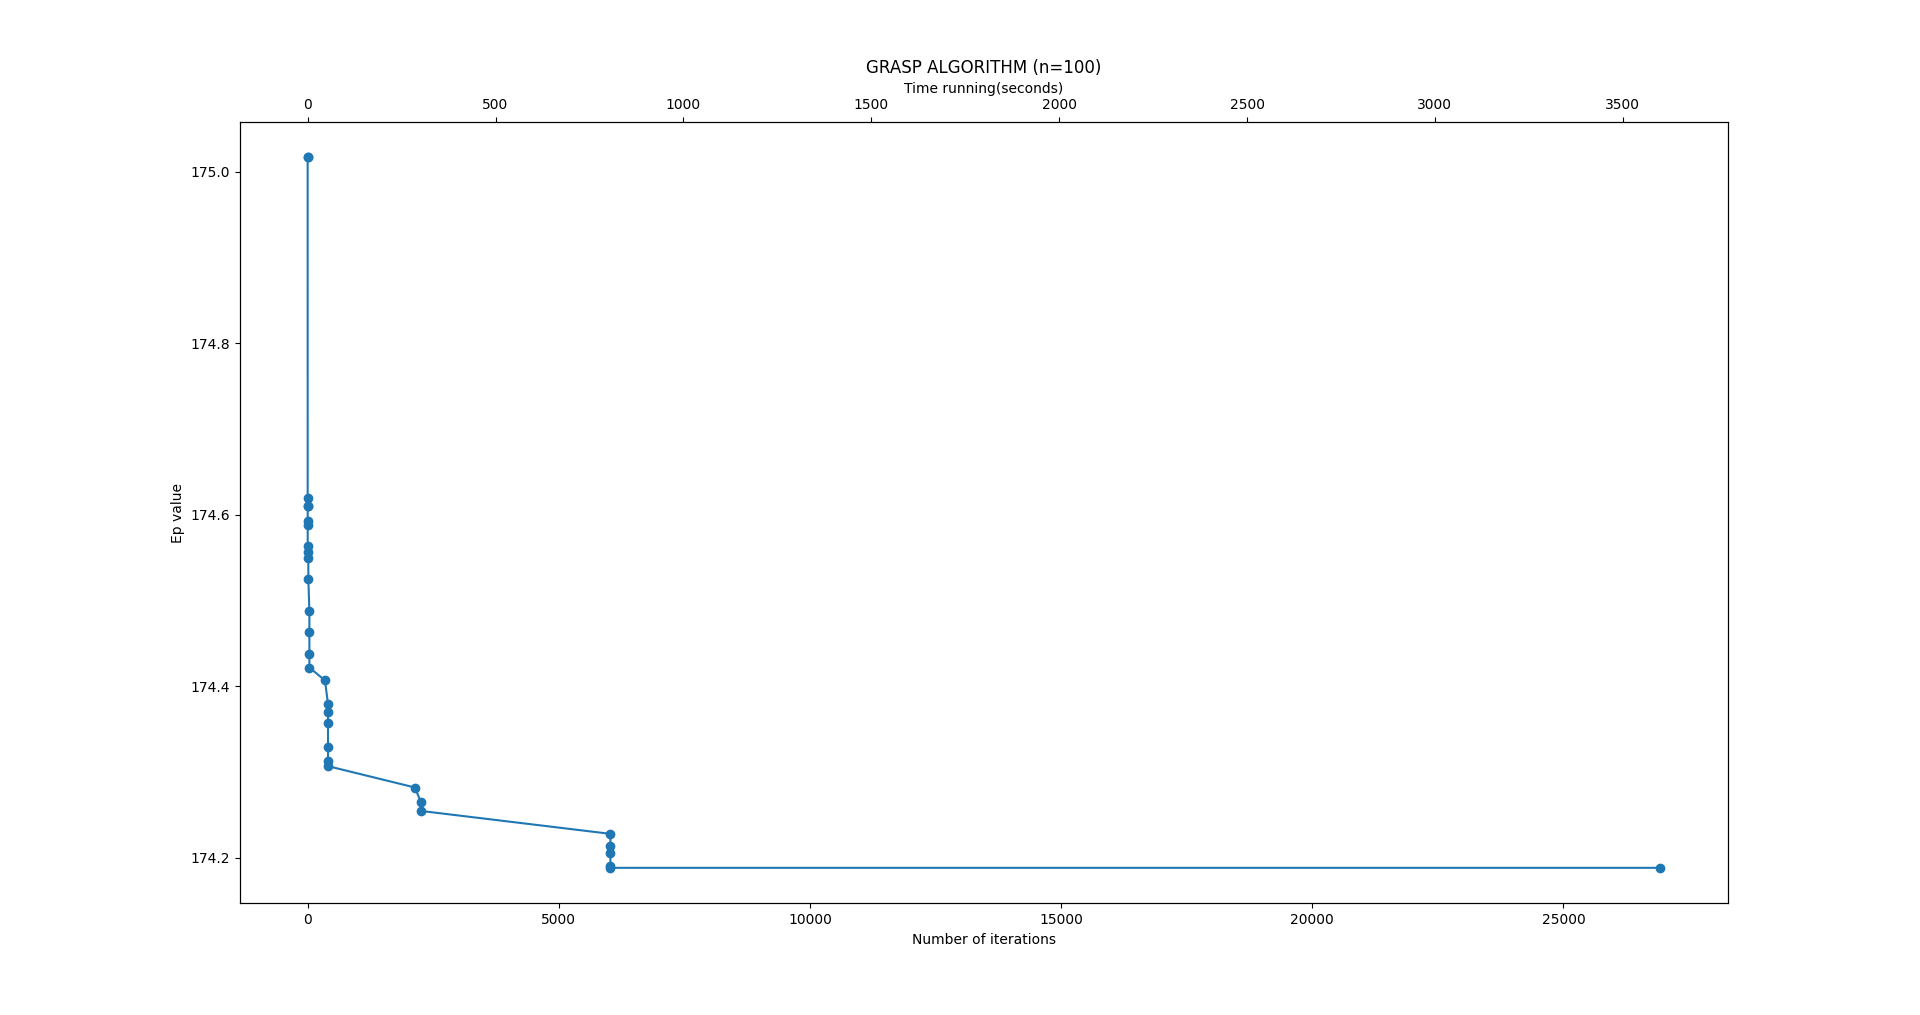 GRASP ALGORITHM (n=100)
Time running(seconds)
0 500 1000 1500 2000 2500 3000 3500
175.0
174.8
174.6
174.4
174.2
Ep value
0 5000 10000 15000 20000 25000
Number of iterations